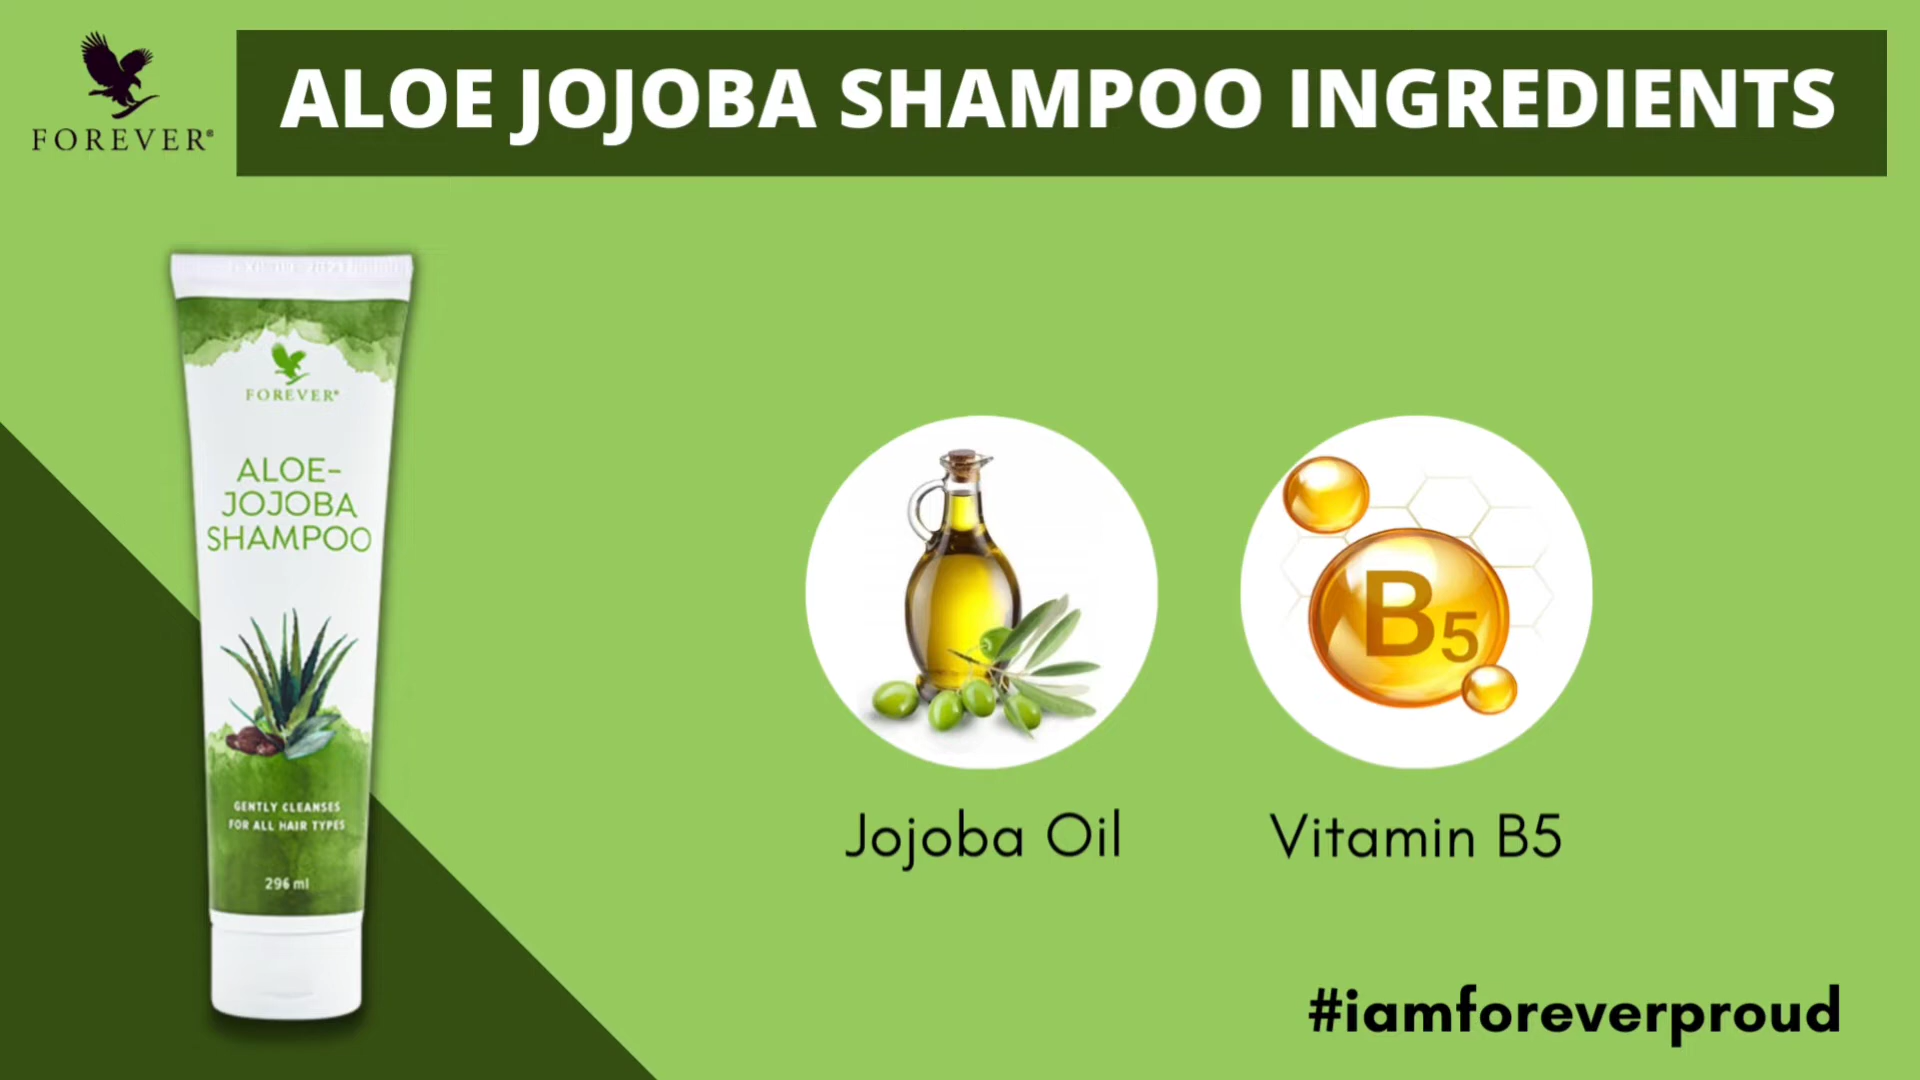 FOREVER®
ALOE JOJOBA SHAMPOO INGREDIENTS
FOREVER®
ALOE-
JOJOBA
SHAMPOO
GENTLY CLEANSES
FOR ALL HAIR TYPES
296 ml
B5
Jojoba Oil
Vitamin B5
#iamforeverproud